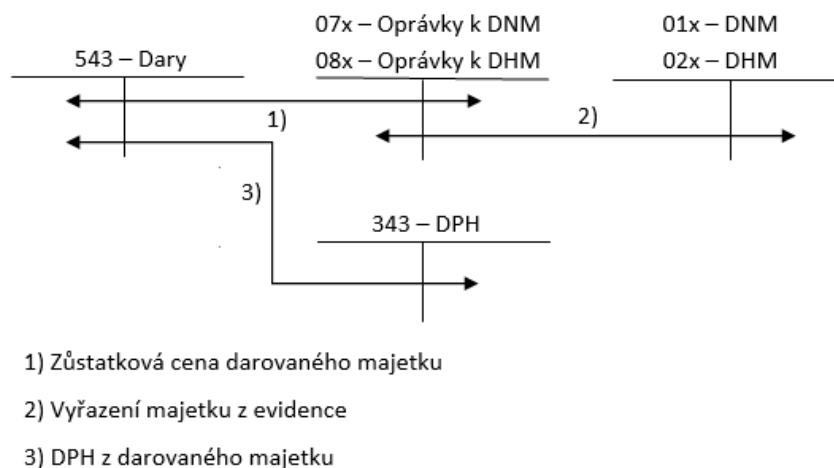 07x – Oprávky k DNM
01x – DNM
543 – Dary
08x – Oprávky k DHM
02x – DHM
1)
2)
3)
343 – DPH
1) Zůstatková cena darovaného majetku
2) Vyřazení majetku z evidence
3) DPH z darovaného majetku